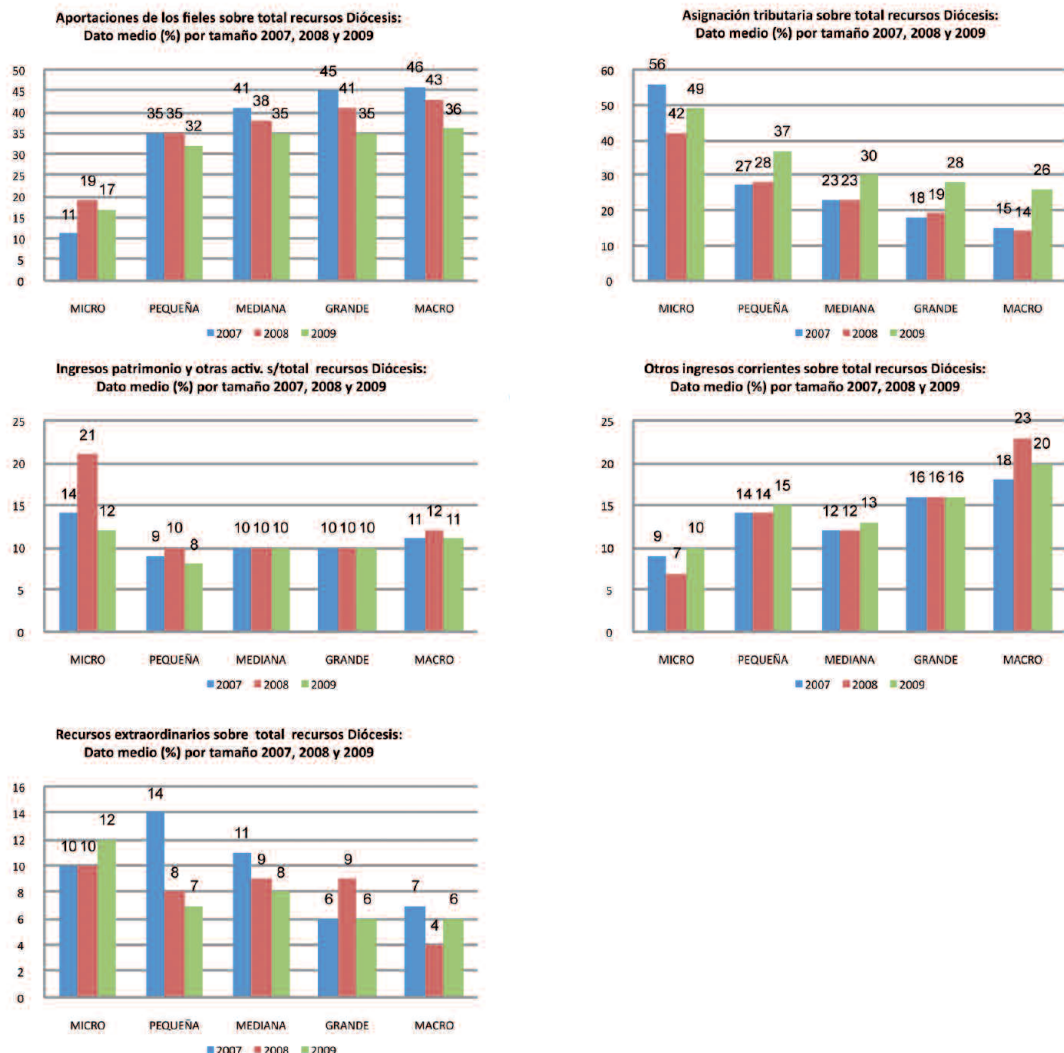 Aportaciones de los fieles sobre total recursos Diócesis:
Dato medio (%) por tamaño 2007, 2008 y 2009
50
45
40
35
30
25
20
15
10
5
0
11 19 17
35 35 32
41 38 35
45 41 35
46 43 36
MICRO PEQUEÑA MEDIANA GRANDE MACRO
2007 2008 2009
Asignación tributaria sobre total recursos Diócesis:
Dato medio (%) por tamaño 2007, 2008 y 2009
60
50
40
30
20
10
0
56 42 49
27 28 37
23 23 30
18 19 28
15 14 26
MICRO PEQUEÑA MEDIANA GRANDE MACRO
2007 2008 2009
Ingresos patrimonio y otras activ. s/total recursos Diócesis:
Dato medio (%) por tamaño 2007, 2008 y 2009
25
20
15
10
5
0
14 21 12
9 10 8
10 10 10
10 10 10
11 12 11
MICRO PEQUEÑA MEDIANA GRANDE MACRO
2007 2008 2009
Otros ingresos corrientes sobre total recursos Diócesis:
Dato medio (%) por tamaño 2007, 2008 y 2009
25
20
15
10
5
0
9 7 10
14 14 15
12 12 13
16 16 16
18 23 20
MICRO PEQUEÑA MEDIANA GRANDE MACRO
2007 2008 2009
Recursos extraordinarios sobre total recursos Diócesis:
Dato medio (%) por tamaño 2007, 2008 y 2009
16
14
12
10
8
6
4
2
0
10 10 12
14 8 7
11 9 8
6 9 6
7 4 6
MICRO PEQUEÑA MEDIANA GRANDE MACRO
2007 2008 2009